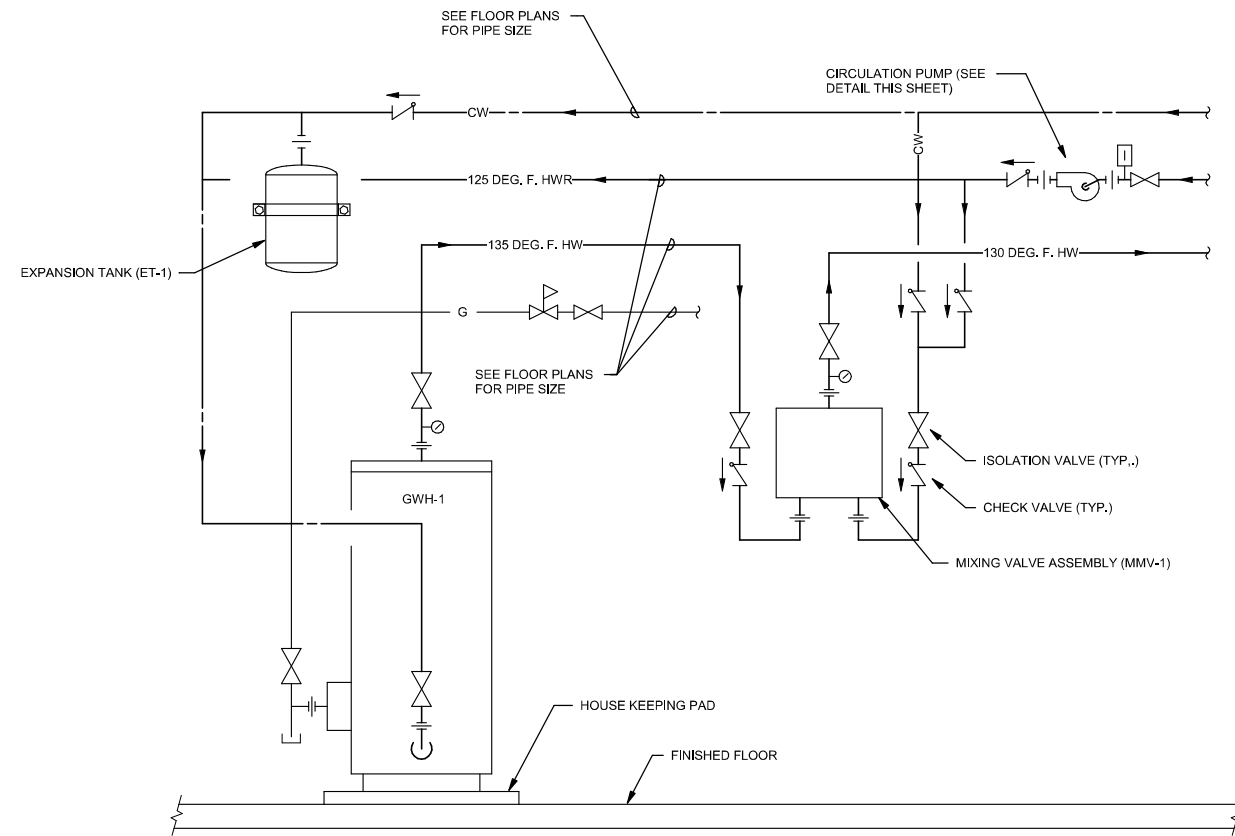 SEE FLOOR PLANS
FOR PIPE SIZE
CIRCULATION PUMP (SEE
DETAIL THIS SHEET)
CW
CW
125 DEG. F. HWR
135 DEG. F. HW
130 DEG. F. HW
EXPANSION TANK (ET-1)
G
SEE FLOOR PLANS
FOR PIPE SIZE
ISOLATION VALVE (TYP,.)
GWH-1
CHECK VALVE (TYP.)
MIXING VALVE ASSEMBLY (MMV-1)
HOUSE KEEPING PAD
FINISHED FLOOR